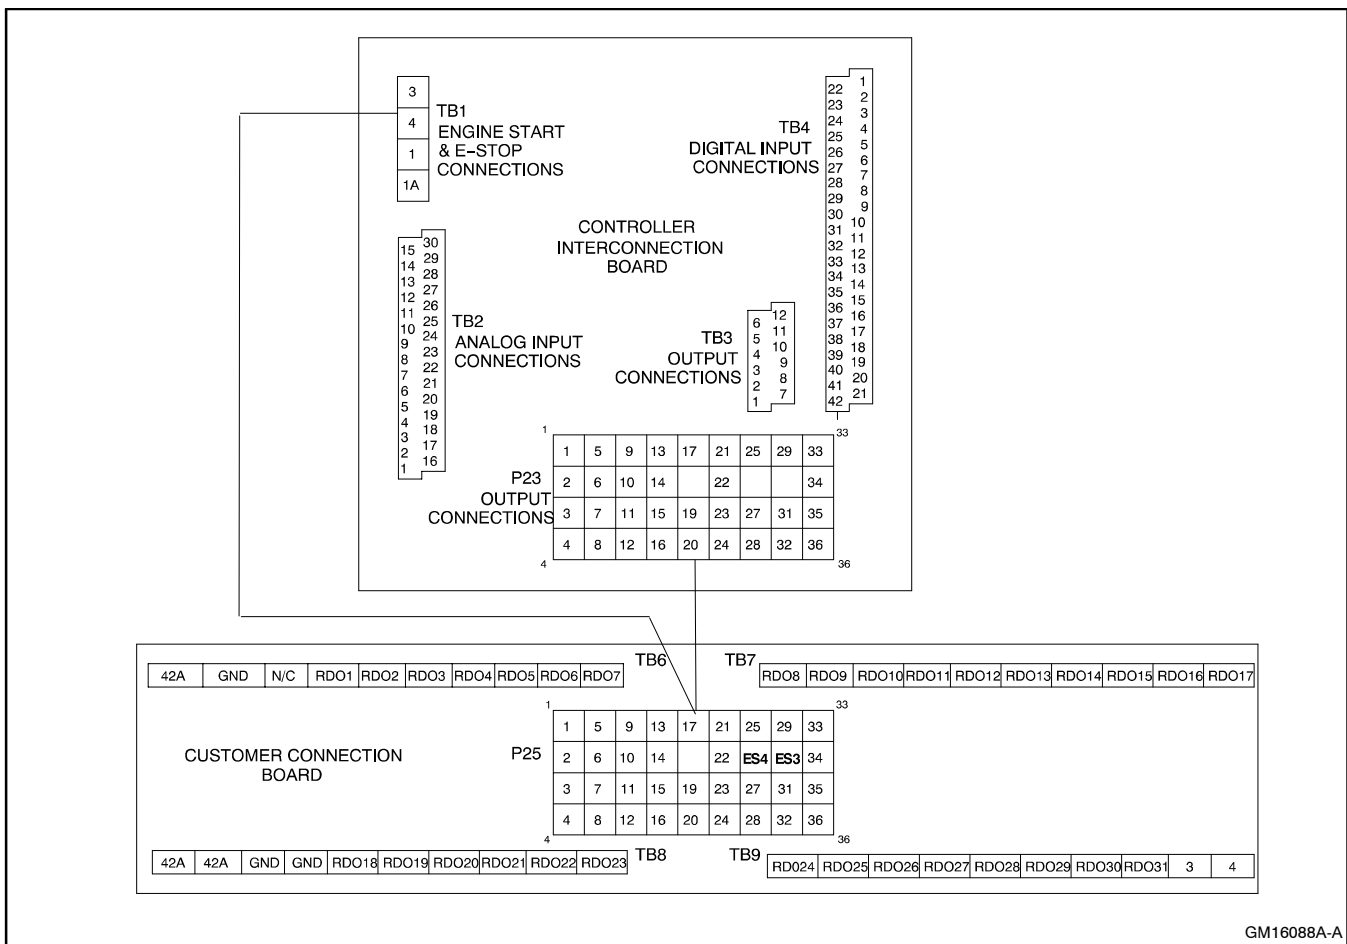 3
4
1
1A
TB1
ENGINE START
& E-STOP
CONNECTIONS
TB4
DIGITAL INPUT
CONNECTIONS
22 1
23 2
24 3
25 4
26 5
27 6
28 7
29 8
30 9
31 10
32 11
33 12
34 13
35 14
36 15
37 16
38 17
39 18
40 19
41 20
42 21
CONTROLLER
INTERCONNECTION
BOARD
15 30
14 29
13 28
12 27
11 26
10 25
9 24
8 23
7 22
6 21
5 20
4 19
3 18
2 17
1 16
TB2
ANALOG INPUT
CONNECTIONS
TB3
OUTPUT
CONNECTIONS
6 12
5 11
4 10
3 9
2 8
1 7
P23
OUTPUT
CONNECTIONS
1 33
1 5 9 13 17 21 25 29 33
2 6 10 14 22 34
3 7 11 15 19 23 27 31 35
4 8 12 16 20 24 28 32 36
4 36
42A GND N/C RDO1 RDO2 RDO3 RDO4 RDO5 RDO6 RDO7
TB6
TB7
RDO8 RDO9 RDO10 RDO11 RDO12 RDO13 RDO14 RDO15 RDO16 RDO17
CUSTOMER CONNECTION
BOARD
P25
1 33
1 5 9 13 17 21 25 29 33
2 6 10 14 22 ES4 ES3 34
3 7 11 15 19 23 27 31 35
4 8 12 16 20 24 28 32 36
4 36
42A 42A GND GND RDO18 RDO19 RDO20 RDO21 RDO22 RDO23
TB8
TB9
RD024 RDO25 RDO26 RDO27 RDO28 RDO29 RDO30 RDO31 3 4
GM16088A-A